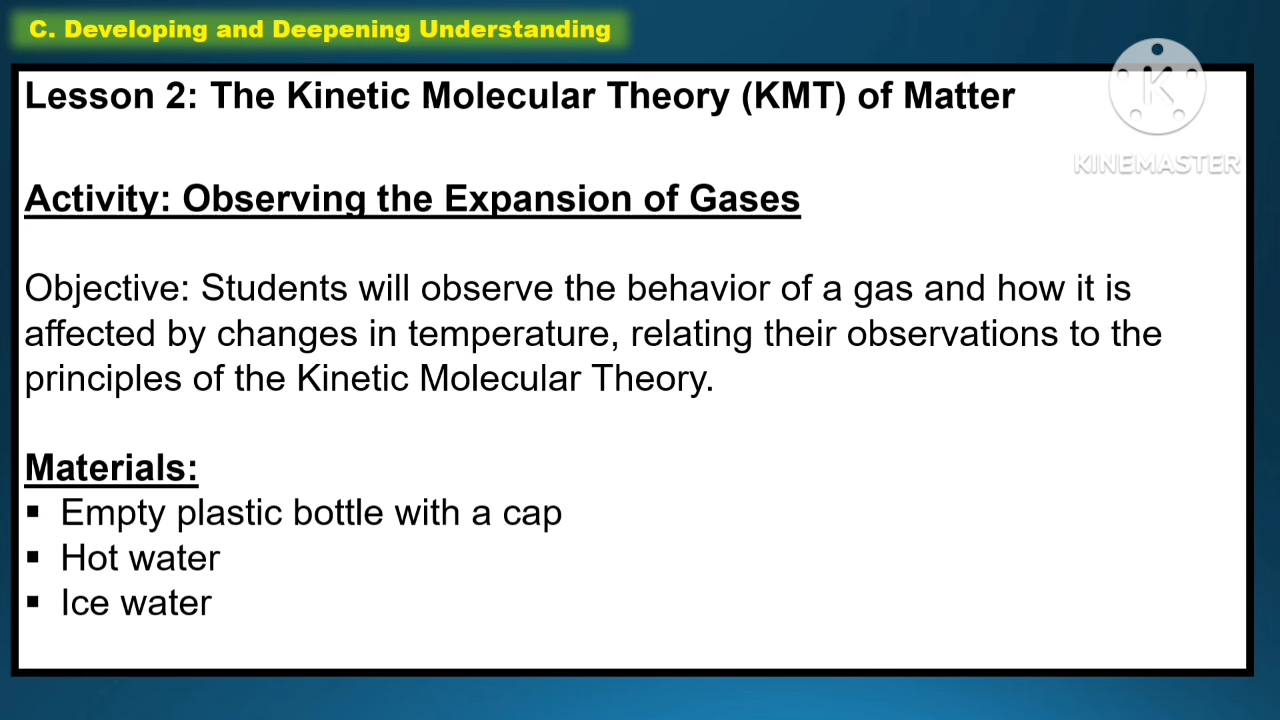 C. Developing and Deepening Understanding
Lesson 2: The Kinetic Molecular Theory (KMT) of Matter
K
KINEMASTER
Activity: Observing the Expansion of Gases
Objective: Students will observe the behavior of a gas and how it is
affected by changes in temperature, relating their observations to the
principles of the Kinetic Molecular Theory.
Materials:
▪ Empty plastic bottle with a cap
▪ Hot water
▪ Ice water